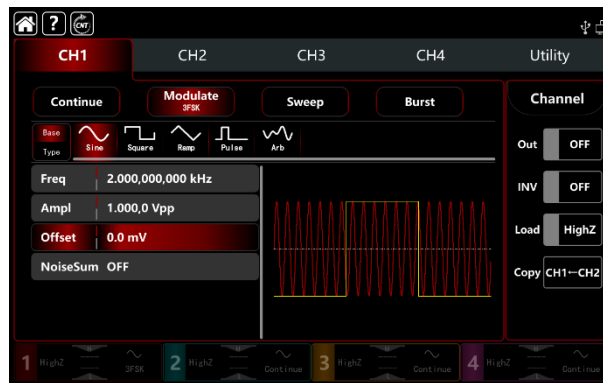 ? CNT
CH1 CH2 CH3 CH4 Utility
Continue Modulate Sweep Burst Channel
3FSK
Base
Type Sine Square Ramp Pulse Arb
Out OFF
Freq 2.000,000,000 kHz
INV OFF
Ampl 1.000,0 Vpp
Offset 0.0 mV
Load HighZ
NoiseSum OFF
Copy CH1←CH2
1 HighZ 3FSK 2 HighZ Continue 3 HighZ Continue 4 HighZ Continue